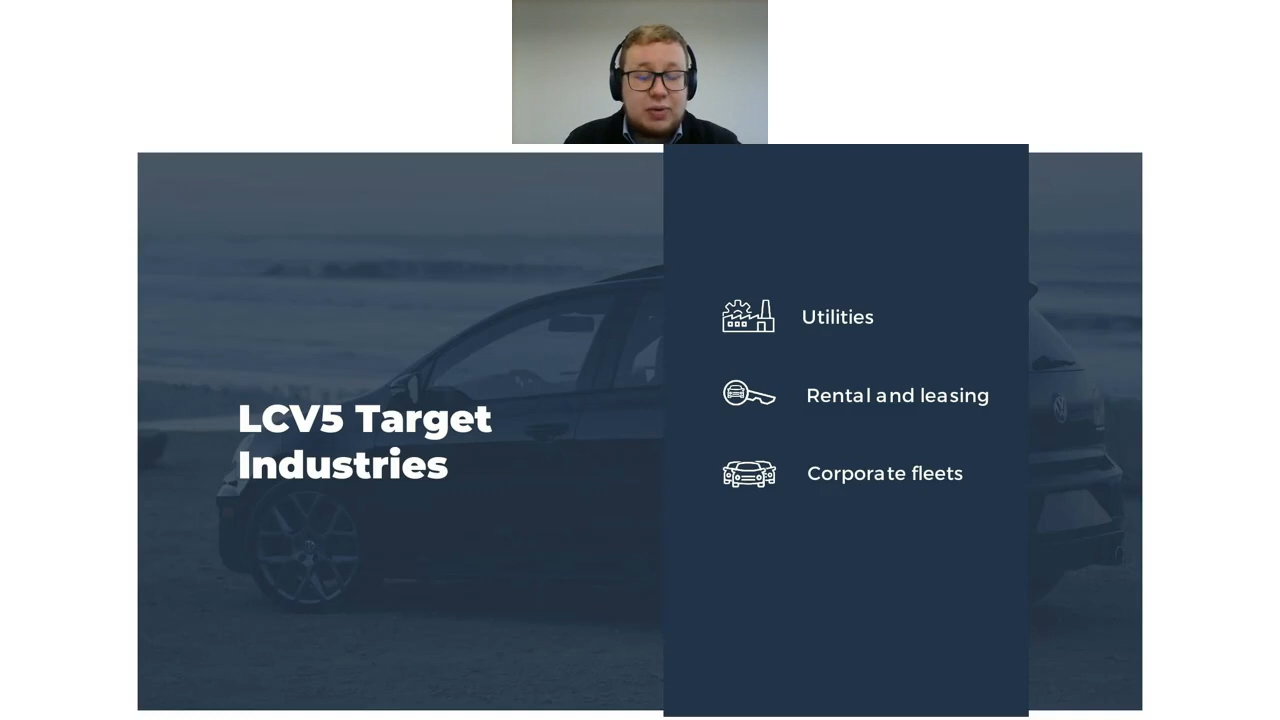 LCV5 Target
Industries
Utilities
Rental and leasing
Corporate fleets